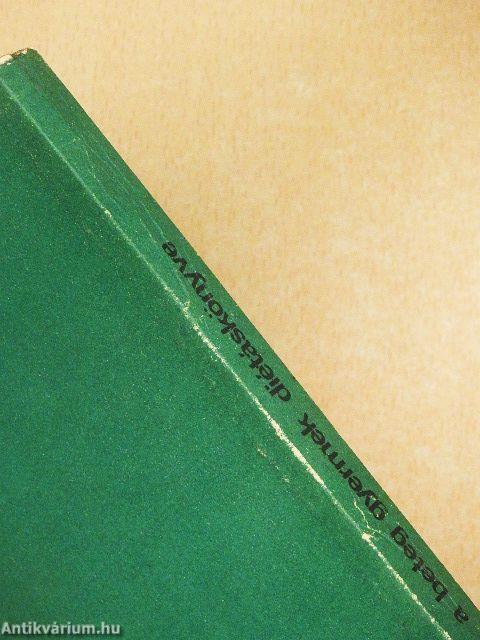 a beteg gyermek diétáskönyve
Antikvárium.hu